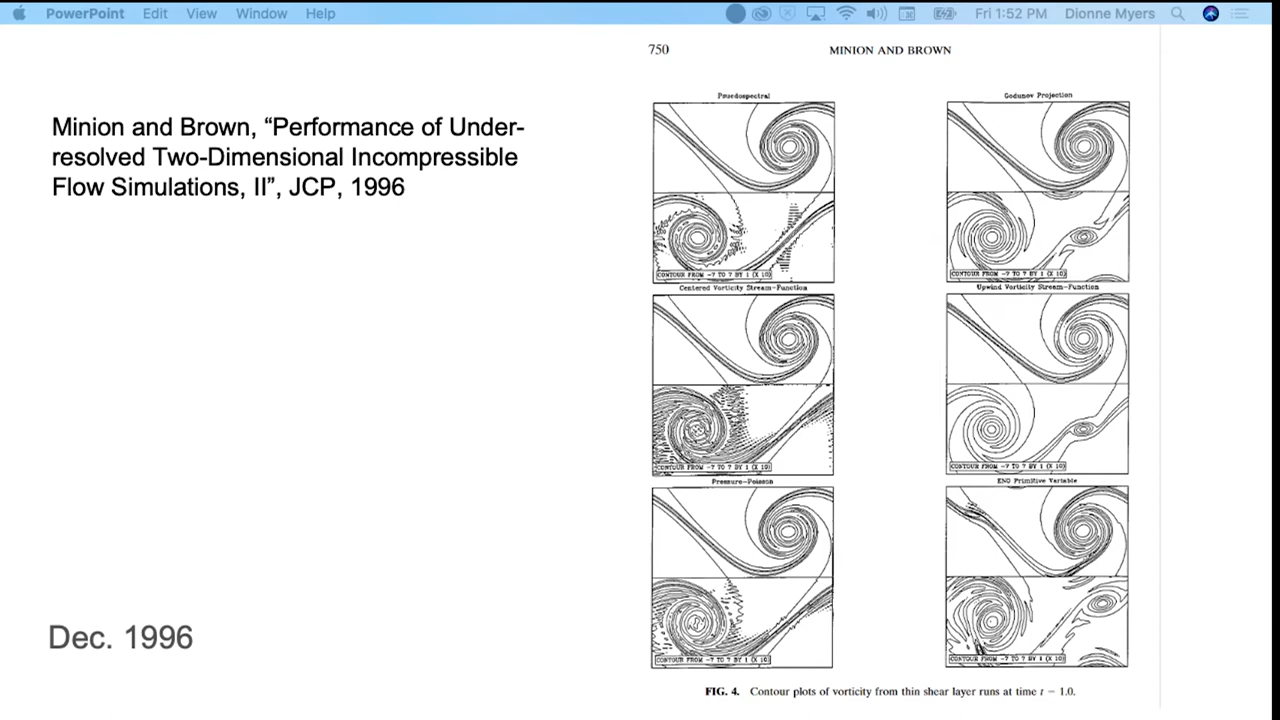 PowerPoint Edit View Window Help Fri 1:52 PM Dionne Myers
Minion and Brown, “Performance of Under-
resolved Two-Dimensional Incompressible
Flow Simulations, II”, JCP, 1996
Dec. 1996
750 MINION AND BROWN
Psuedospectral Godunov Projection
CONTOUR FROM -7 TO 7 BY 1 (X 10) CONTOUR FROM -7 TO 7 BY 1 (X 10)
Centered Vorticity Stream-Function Upwind Vorticity Stream-Function
CONTOUR FROM -7 TO 7 BY 1 (X 10) CONTOUR FROM -7 TO 7 BY 1 (X 10)
Pressure-Poisson ENO Primitive Variable
CONTOUR FROM -7 TO 7 BY 1 (X 10) CONTOUR FROM -7 TO 7 BY 1 (X 10)
FIG. 4. Contour plots of vorticity from thin shear layer runs at time t = 1.0.